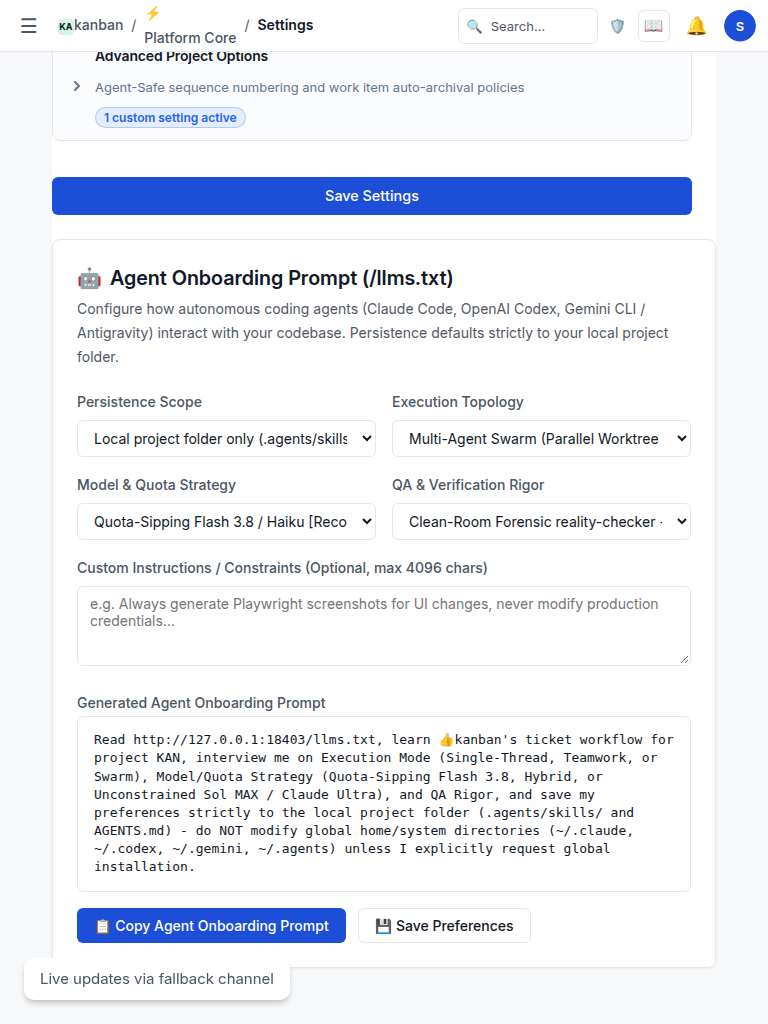 ☰ KA kanban / ⚡ Platform Core / Settings 🔍 Search... 🛡️ 📖 🔔 S
Advanced Project Options
Agent-Safe sequence numbering and work item auto-archival policies
1 custom setting active
Save Settings
🤖 Agent Onboarding Prompt (/llms.txt)
Configure how autonomous coding agents (Claude Code, OpenAI Codex, Gemini CLI /
Antigravity) interact with your codebase. Persistence defaults strictly to your local project
folder.
Persistence Scope
Local project folder only (.agents/skills
Execution Topology
Multi-Agent Swarm (Parallel Worktree
Model & Quota Strategy
Quota-Sipping Flash 3.8 / Haiku [Reco
QA & Verification Rigor
Clean-Room Forensic reality-checker
Custom Instructions / Constraints (Optional, max 4096 chars)
e.g. Always generate Playwright screenshots for UI changes, never modify production
credentials...
Generated Agent Onboarding Prompt
Read http://127.0.0.1:18403/llms.txt, learn 👍kanban's ticket workflow for
project KAN, interview me on Execution Mode (Single-Thread, Teamwork, or
Swarm), Model/Quota Strategy (Quota-Sipping Flash 3.8, Hybrid, or
Unconstrained Sol MAX / Claude Ultra), and QA Rigor, and save my
preferences strictly to the local project folder (.agents/skills/ and
AGENTS.md) - do NOT modify global home/system directories (~/.claude,
~/.codex, ~/.gemini, ~/.agents) unless I explicitly request global
installation.
📋 Copy Agent Onboarding Prompt
💾 Save Preferences
Live updates via fallback channel